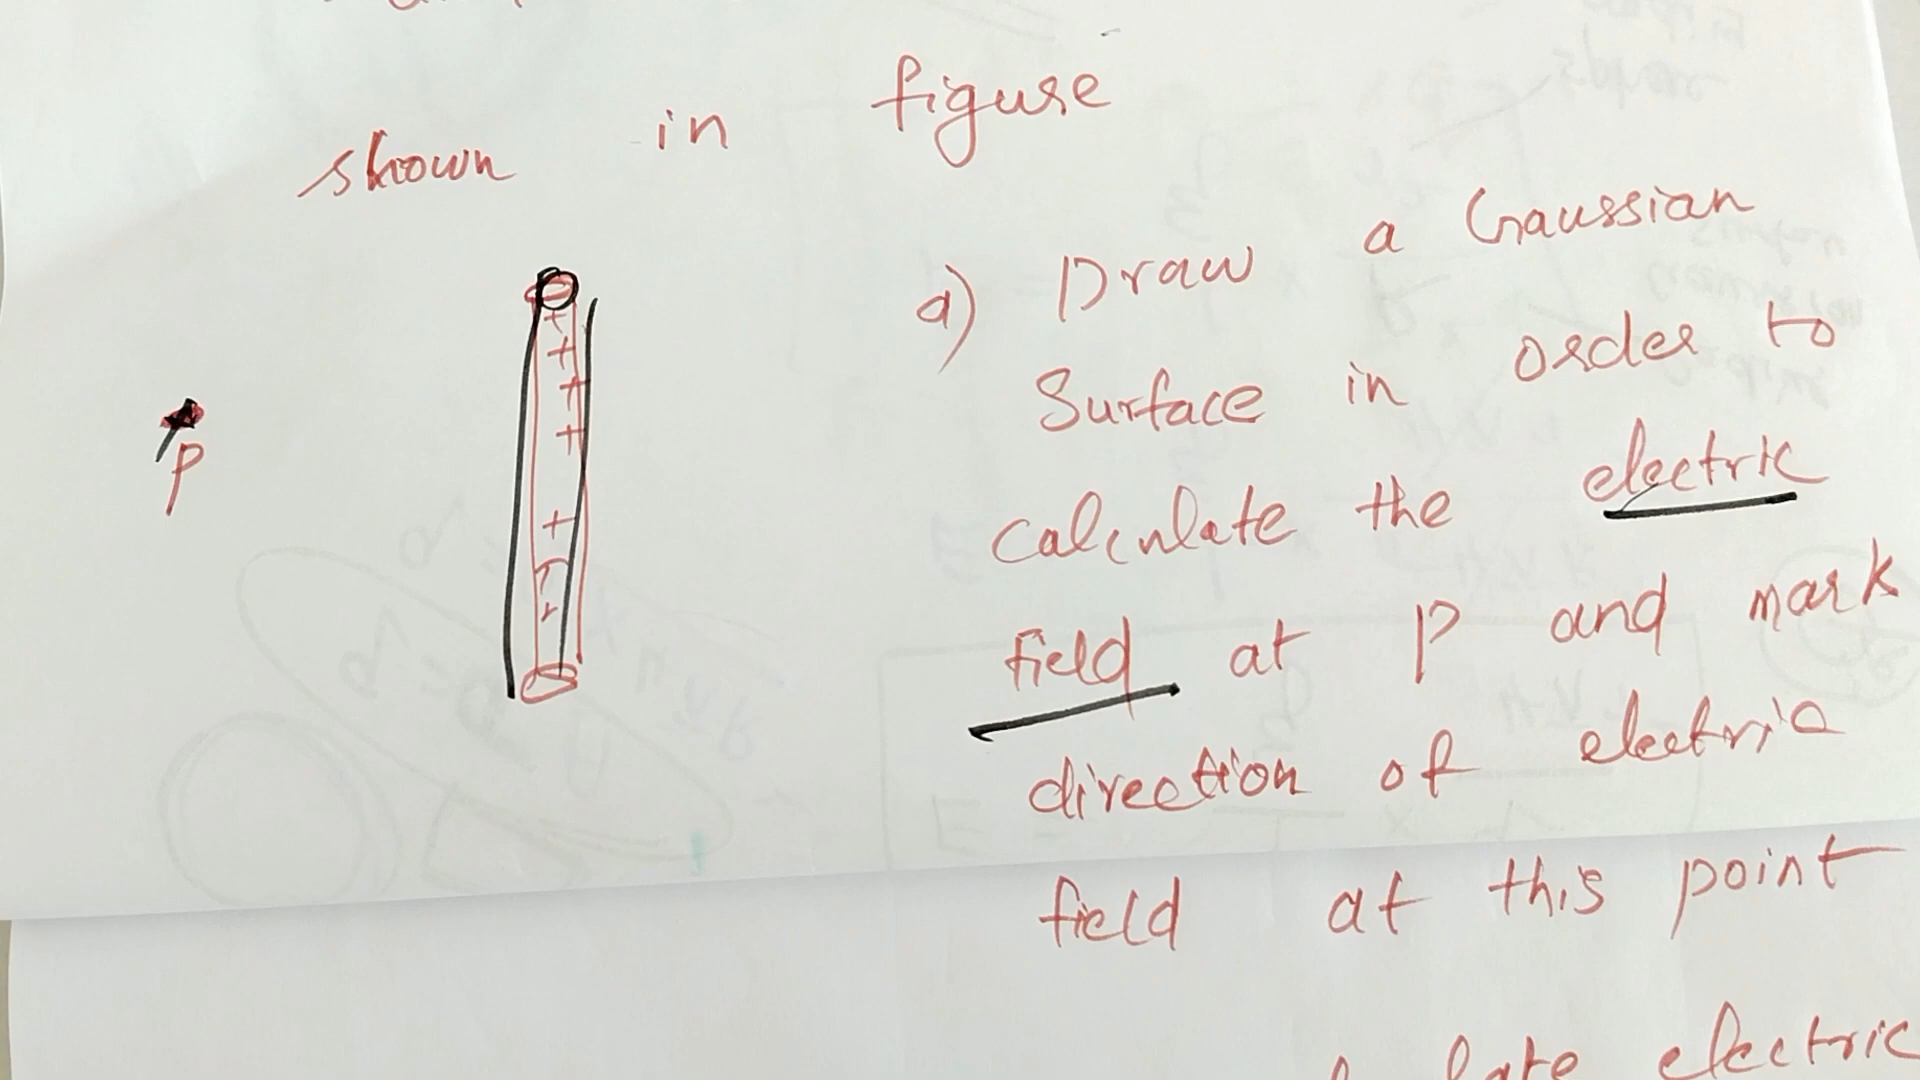 shown in figure
a) Draw a Gaussian
Surface in order to
calculate the electric
field at P and mark
direction of electric
field at this point
electric
+
+
+
+
+
+
P